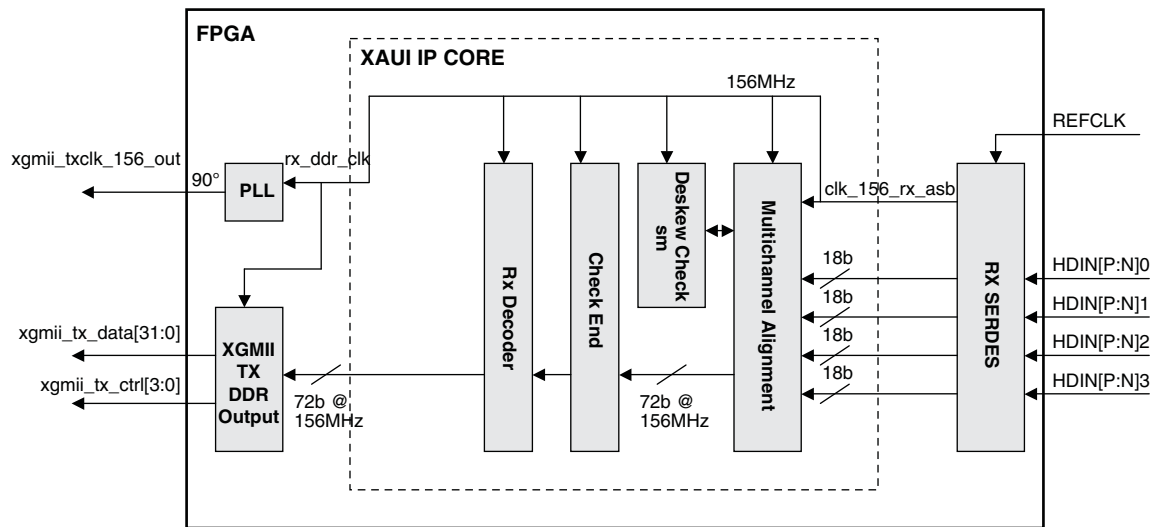 FPGA
XAUI IP CORE
156MHz
REFCLK
xgmii_txclk_156_out
90°
PLL
rx_ddr_clk
clk_156_rx_asb
Rx Decoder
Check End
Deskew Check
sm
Multichannel Alignment
RX SERDES
18b
18b
18b
18b
HDIN[P:N]0
HDIN[P:N]1
HDIN[P:N]2
HDIN[P:N]3
xgmii_tx_data[31:0]
xgmii_tx_ctrl[3:0]
XGMII
TX
DDR
Output
72b @
156MHz
72b @
156MHz